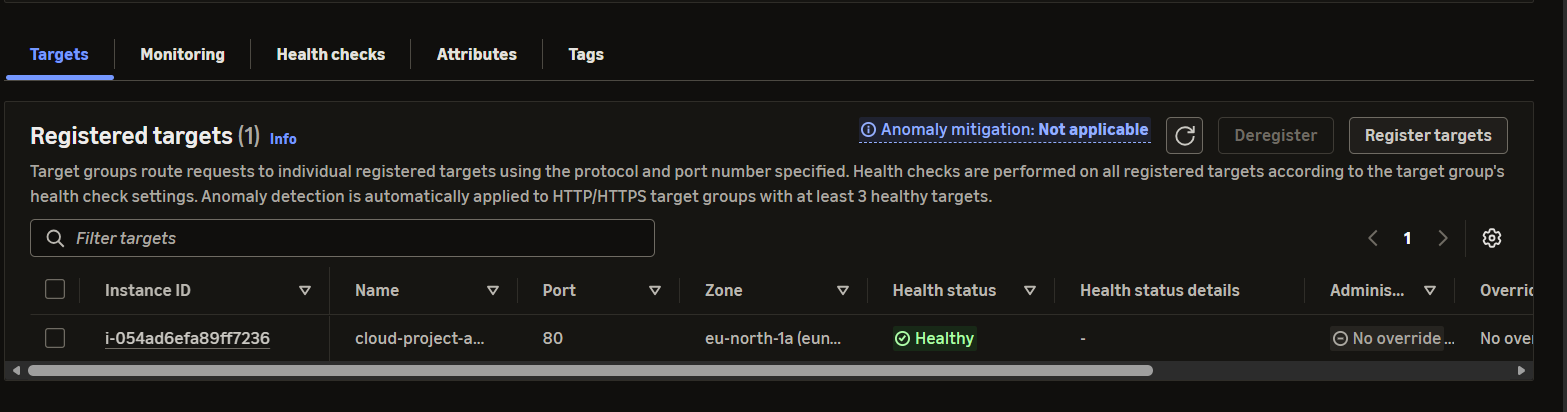 Targets Monitoring Health checks Attributes Tags
Registered targets (1) Info Anomaly mitigation: Not applicable Deregister Register targets
Target groups route requests to individual registered targets using the protocol and port number specified. Health checks are performed on all registered targets according to the target group's
health check settings. Anomaly detection is automatically applied to HTTP/HTTPS target groups with at least 3 healthy targets.
Filter targets 1
Instance ID Name Port Zone Health status Health status details Adminis... Overric
i-054ad6efa89ff7236 cloud-project-a... 80 eu-north-1a (eun... Healthy - No override... No over